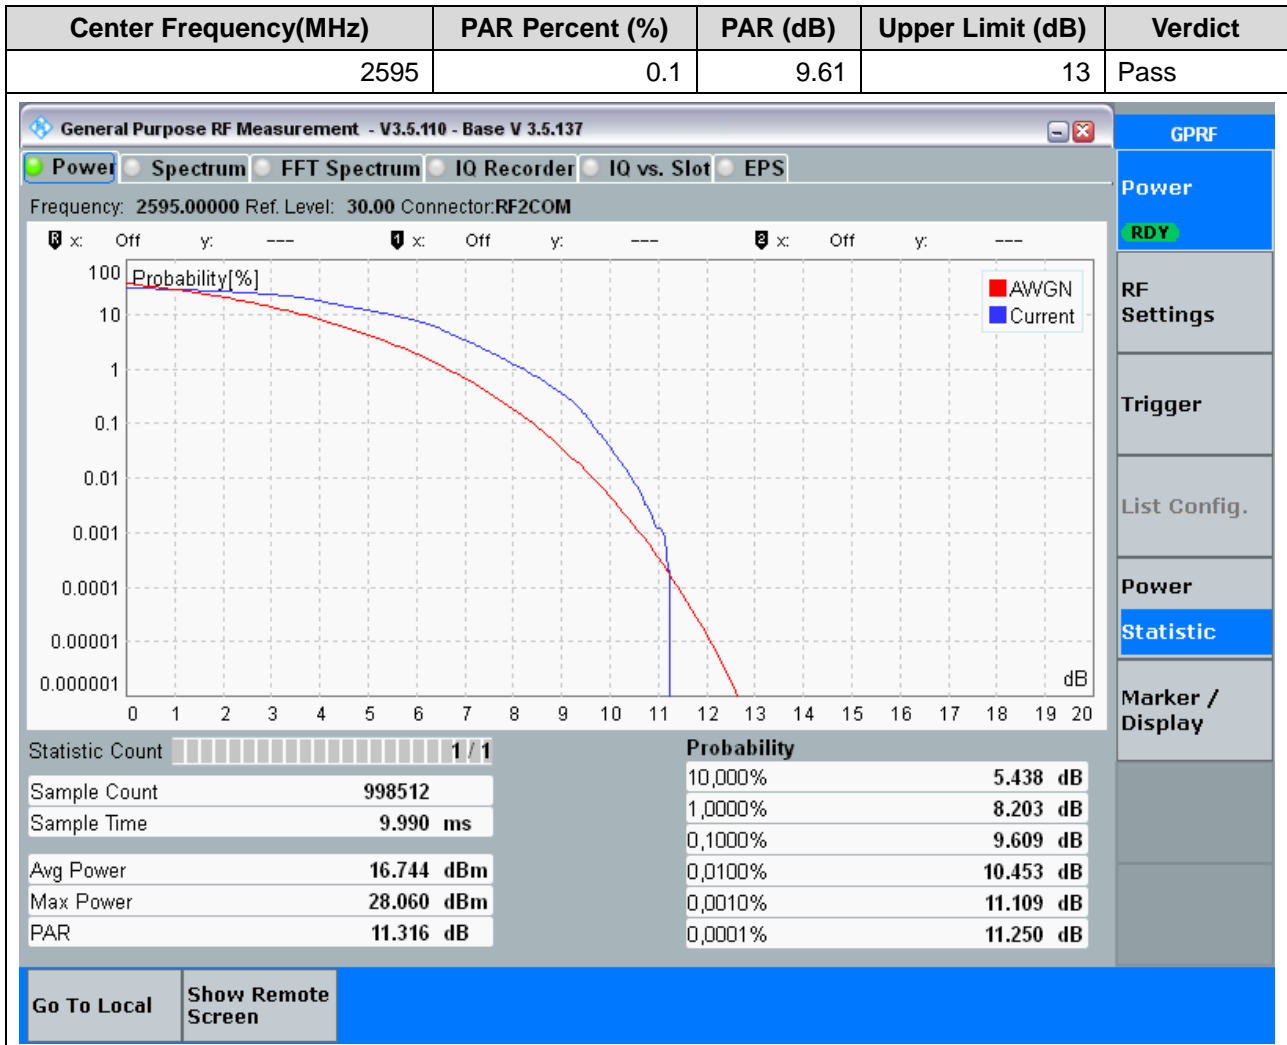 Center Frequency(MHz) PAR Percent (%) PAR (dB) Upper Limit (dB) Verdict
2595 0.1 9.61 13 Pass
General Purpose RF Measurement - V3.5.110 - Base V 3.5.137
GPRF
Power Spectrum FFT Spectrum IQ Recorder IQ vs. Slot EPS
Power
RDY
Frequency: 2595.00000 Ref. Level: 30.00 Connector:RF2COM
R x: Off y: --- 1 x: Off y: --- 2 x: Off y: ---
Probability[%]
AWGN
Current
100
10
1
0.1
0.01
0.001
0.0001
0.00001
0.000001
dB
0 1 2 3 4 5 6 7 8 9 10 11 12 13 14 15 16 17 18 19 20
RF
Settings
Trigger
List Config.
Power
Statistic
Marker /
Display
Statistic Count 1 / 1
Sample Count 998512
Sample Time 9.990 ms
Avg Power 16.744 dBm
Max Power 28.060 dBm
PAR 11.316 dB
Probability
10,000% 5.438 dB
1,0000% 8.203 dB
0,1000% 9.609 dB
0,0100% 10.453 dB
0,0010% 11.109 dB
0,0001% 11.250 dB
Go To Local
Show Remote
Screen